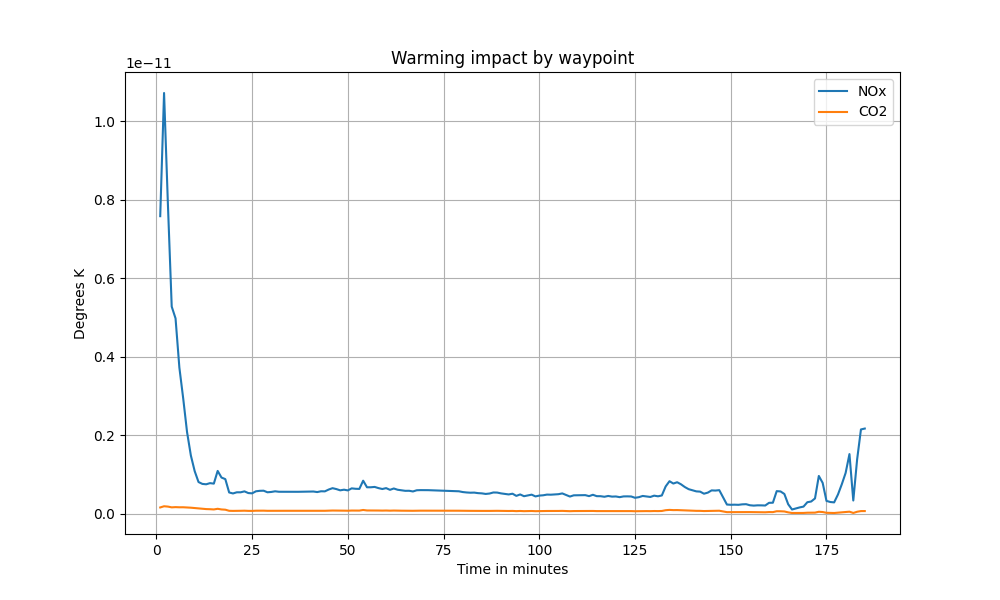 Warming impact by waypoint
1e−11
NOx
CO2
1.0
0.8
0.6
0.4
0.2
0.0
Degrees K
0 25 50 75 100 125 150 175
Time in minutes